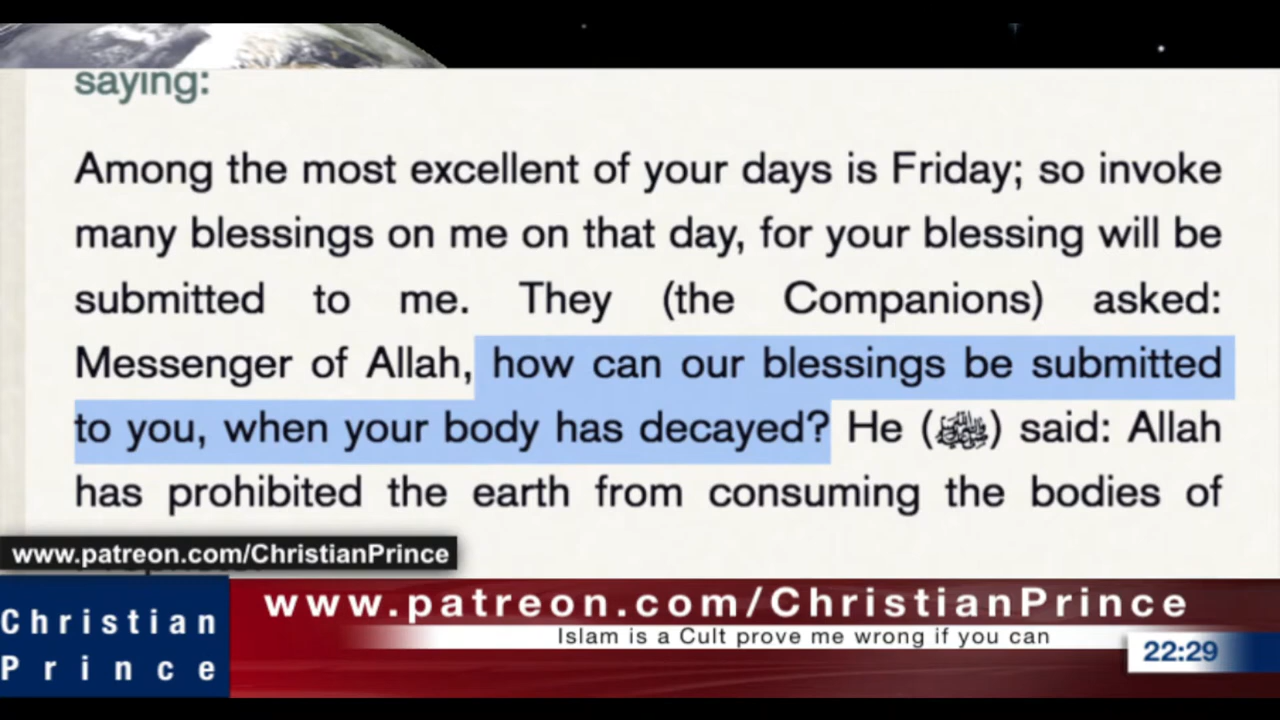 saying:
Among the most excellent of your days is Friday; so invoke
many blessings on me on that day, for your blessing will be
submitted to me. They (the Companions) asked:
Messenger of Allah, how can our blessings be submitted
to you, when your body has decayed? He (ﷺ) said: Allah
has prohibited the earth from consuming the bodies of
www.patreon.com/ChristianPrince
Christian
Prince
www.patreon.com/ChristianPrince
Islam is a Cult prove me wrong if you can
22:29